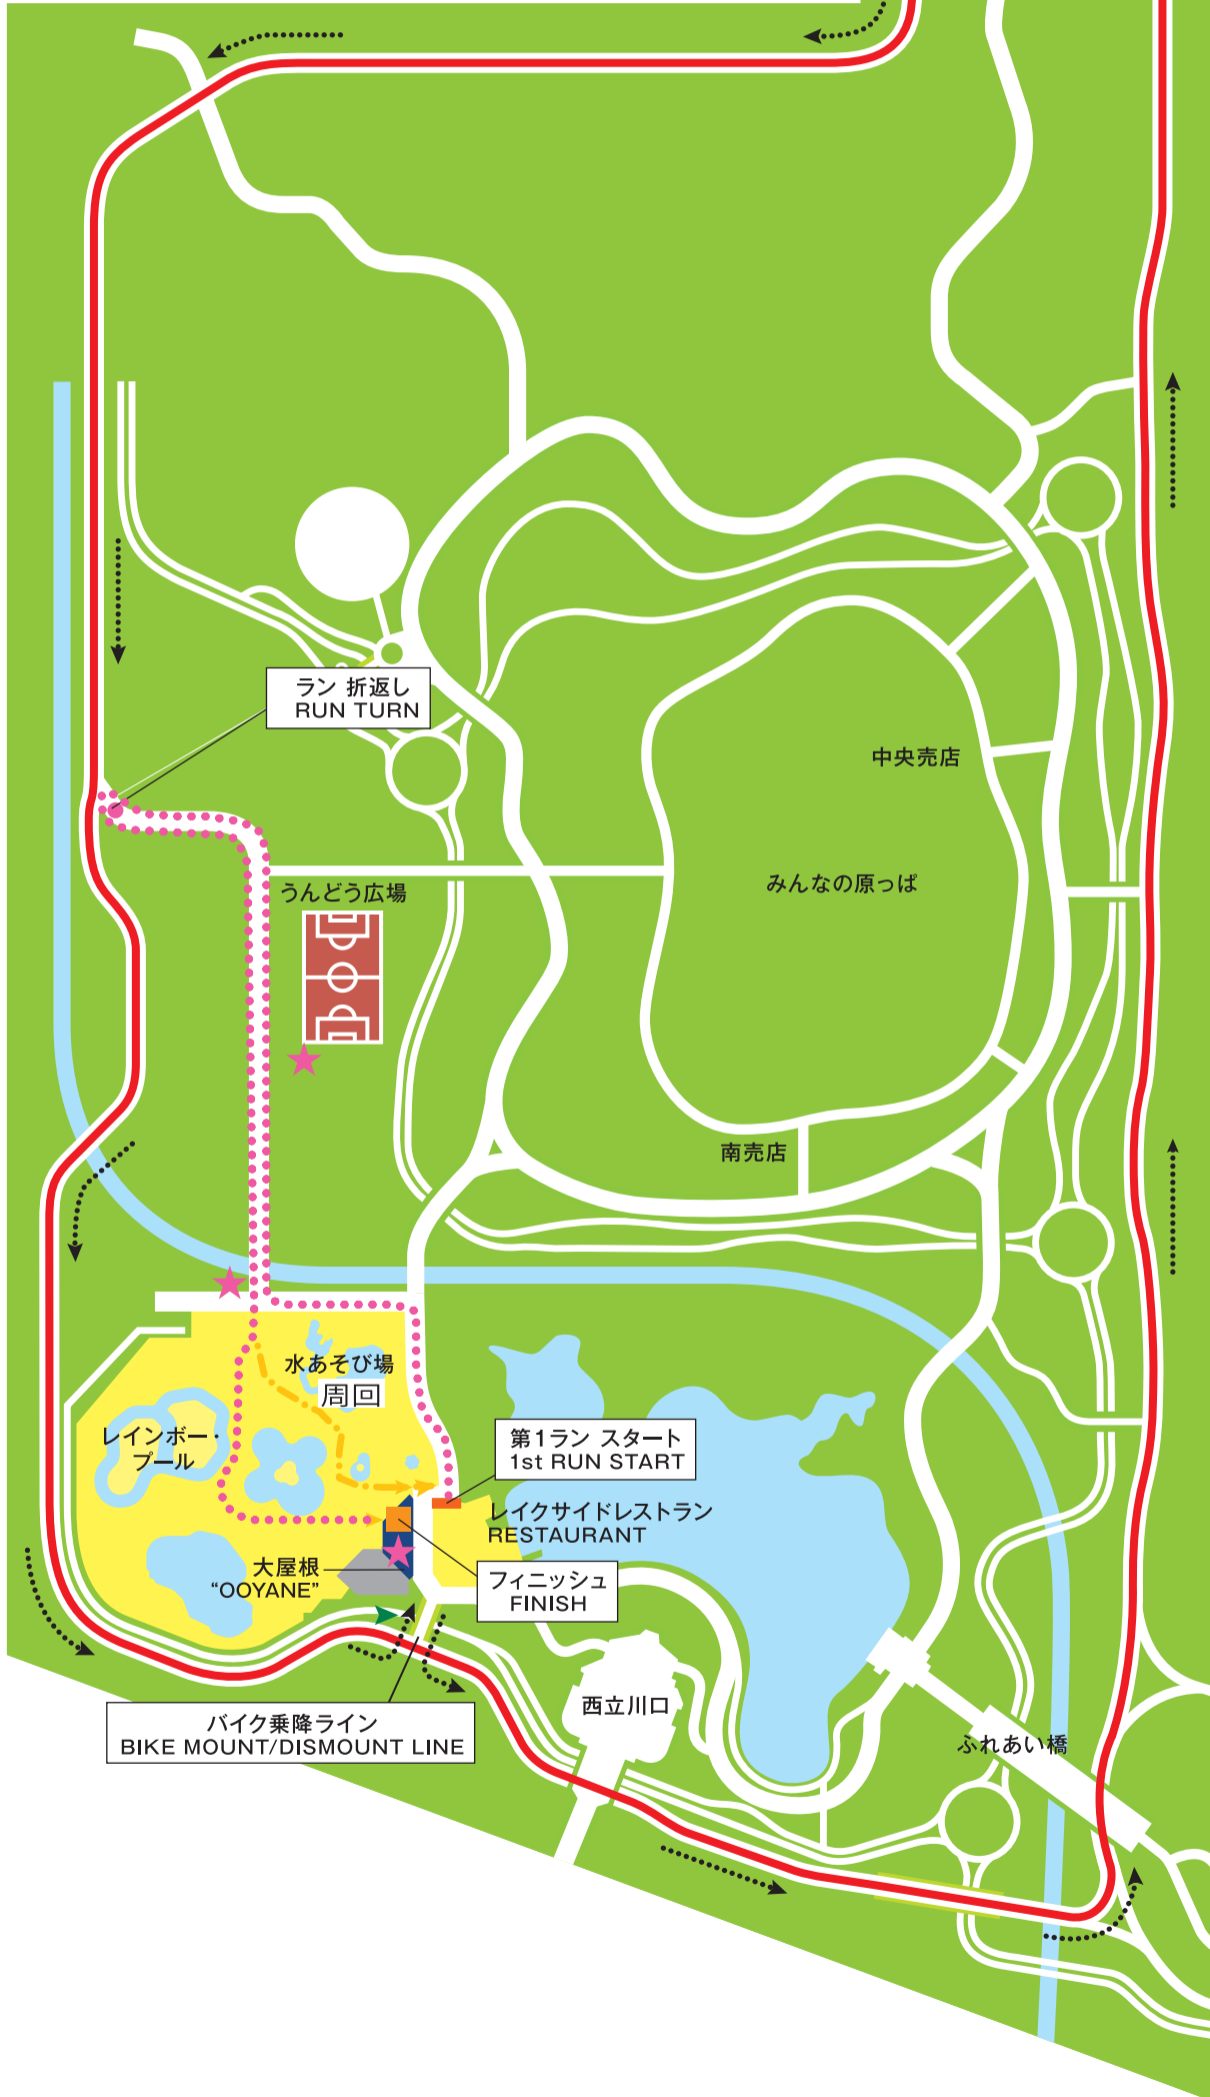 ラン 折返し
RUN TURN
中央売店
みんなの原っぱ
うんどう広場
南売店
水あそび場
周回
レインボー・
プール
第1ラン スタート
1st RUN START
レイクサイドレストラン
RESTAURANT
大屋根
“OOYANE”
フィニッシュ
FINISH
西立川口
バイク乗降ライン
BIKE MOUNT/DISMOUNT LINE
ふれあい橋